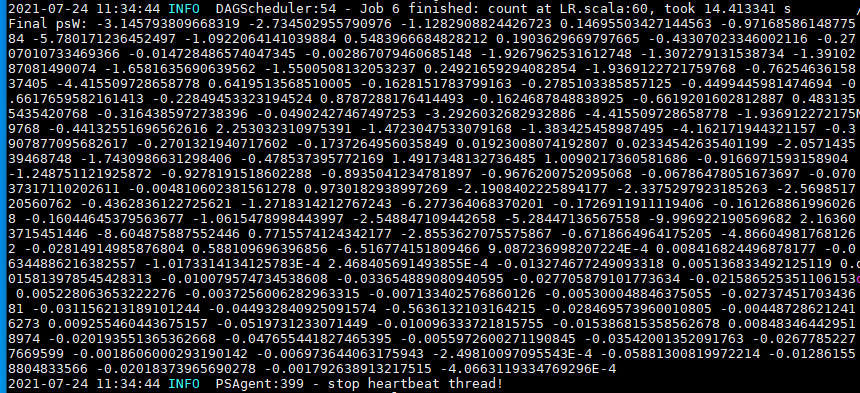 2021-07-24 11:34:44 INFO  DAGScheduler:54 - Job 6 finished: count at LR.scala:60, took 14.413341 s
Final psW: -3.145793809668319 -2.734502955790976 -1.1282908824426723 0.14695503427144563 -0.97168586148775
84 -5.780171236452497 -1.0922064141039884 0.5483966684828212 0.1903629669797665 -0.43307023346002116 -0.27
070107334693​66 -0.014728486574047345 -0.002867079460685148 -1.9267962531612748 -1.307279131538734 -1.39102
87081490074 -1.6581635690639562 -1.5500508132053237 0.24921659294082854 -1.9369122721759768 -0.76254636158
37405 -4.415509728658778 0.6419513568510005 -0.1628151783799163 -0.2785103385857125 -0.4499445981474694 -0
.6617659582161413 -0.22849453323194524 0.8787288176414493 -0.1624687848838925 -0.6619201602812887 0.483135
5435420768 -0.3164385972738396 -0.04902427467497253 -3.2926032682932886 -4.415509728658778 -1.936912272175
9768 -0.44132551696562616 2.253032310975391 -1.4723047533079168 -1.383425458987495 -4.162171944321157 -0.3
907877095682617 -0.2701321940717602 -0.1737264956035849 0.01923008074192807 0.02334542635401199 -2.0571435
39468748 -1.7430986631298406 -0.478537395772169 1.4917348132736485 1.0090217360581686 -0.9166971593158904
-1.248751121925872 -0.9278191518602288 -0.8935041234781897 -0.9676200752095068 -0.06786478051673697 -0.070
37317110202611 -0.004810602381561278 0.9730182938997269 -2.190840222589417​7 -2.3375297923185263 -2.5698517
20560762 -0.4362836122725621 -1.2718314212767243 -6.277364068370201 -0.1726911911119406 -0.161268861996026
8 -0.16044645379563677 -1.0615478998443997 -2.548847109442658 -5.28447136567558 -9.996922190569682 2.16360
3715451446 -8.604875887552446 0.7715574124342177 -2.8553627075575867 -0.6718664964175205 -4.86604981768126
2 -0.02814914985876804 0.588109696396856 -6.516774151809466 9.087236998207224E-4 0.008416824496878177 -0.0
6344886216382557 -1.0173314134125783E-4 2.468405691493855E-4 -0.013274677249093318 0.005136833492125119 0.0
015813978545428313 -0.010079574734538608 -0.033654889080940595 -0.027705879101773634 -0.021586525351106153
0.005228063653222276 -0.0037256006282963315 -0.007133402576860126 -0.005300048846375055 -0.02737451703436
81 -0.031156213189101244 -0.044932840925091574 -0.5636132103164215 -0.028469573960010805 -0.00448728621241
6273 0.009255460443675157 -0.0519731233071449 -0.010096333721815755 -0.015386815358562678 0.00848346442951
8974 -0.020193551365362668 -0.047655441827465395 -0.0055972600271190845 -0.03542001352091763 -0.0267785227
7669599 -0.0018606000293190142 -0.006973644063175943 -2.49810097095543E-4 -0.05881300819972214 -0.01286155
8804833566 -0.02018373965690278 -0.001792638913217515 -4.0663119334769296E-4
2021-07-24 11:34:44 INFO  PSAgent:399 - stop heartbeat thread!